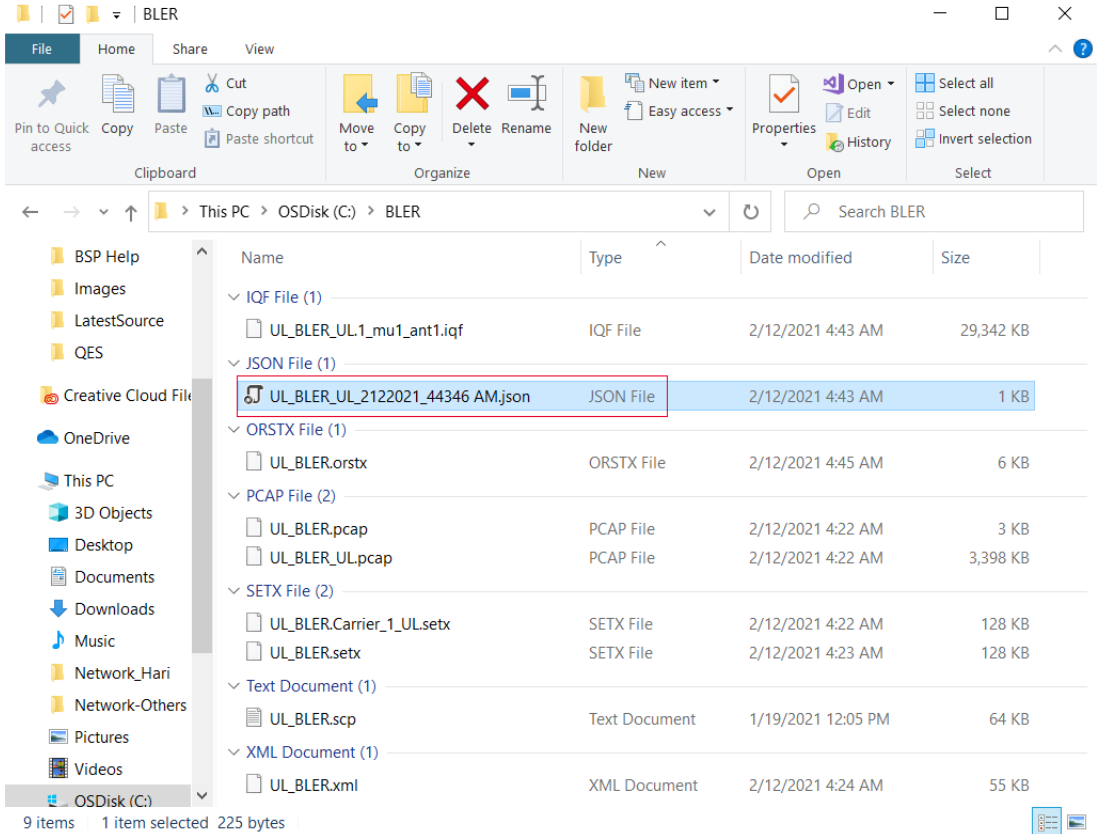 BLER
File Home Share View
Pin to Quick access
Copy
Paste
Cut
Copy path
Paste shortcut
Clipboard
Move to
Copy to
Delete
Rename
Organize
New folder
New item
Easy access
New
Properties
Open
Edit
History
Open
Select all
Select none
Invert selection
Select
This PC > OSDisk (C:) > BLER
Search BLER
BSP Help
Images
LatestSource
QES
Creative Cloud File
OneDrive
This PC
3D Objects
Desktop
Documents
Downloads
Music
Network_Hari
Network-Others
Pictures
Videos
OSDisk (C:)
Name Type Date modified Size
IQF File (1)
UL_BLER_UL.1_mu1_ant1.iqf IQF File 2/12/2021 4:43 AM 29,342 KB
JSON File (1)
UL_BLER_UL_2122021_44346 AM.json JSON File 2/12/2021 4:43 AM 1 KB
ORSTX File (1)
UL_BLER.orstx ORSTX File 2/12/2021 4:45 AM 6 KB
PCAP File (2)
UL_BLER.pcap PCAP File 2/12/2021 4:22 AM 3 KB
UL_BLER_UL.pcap PCAP File 2/12/2021 4:22 AM 3,398 KB
SETX File (2)
UL_BLER.Carrier_1_UL.setx SETX File 2/12/2021 4:22 AM 128 KB
UL_BLER.setx SETX File 2/12/2021 4:23 AM 128 KB
Text Document (1)
UL_BLER.scp Text Document 1/19/2021 12:05 PM 64 KB
XML Document (1)
UL_BLER.xml XML Document 2/12/2021 4:24 AM 55 KB
9 items 1 item selected 225 bytes